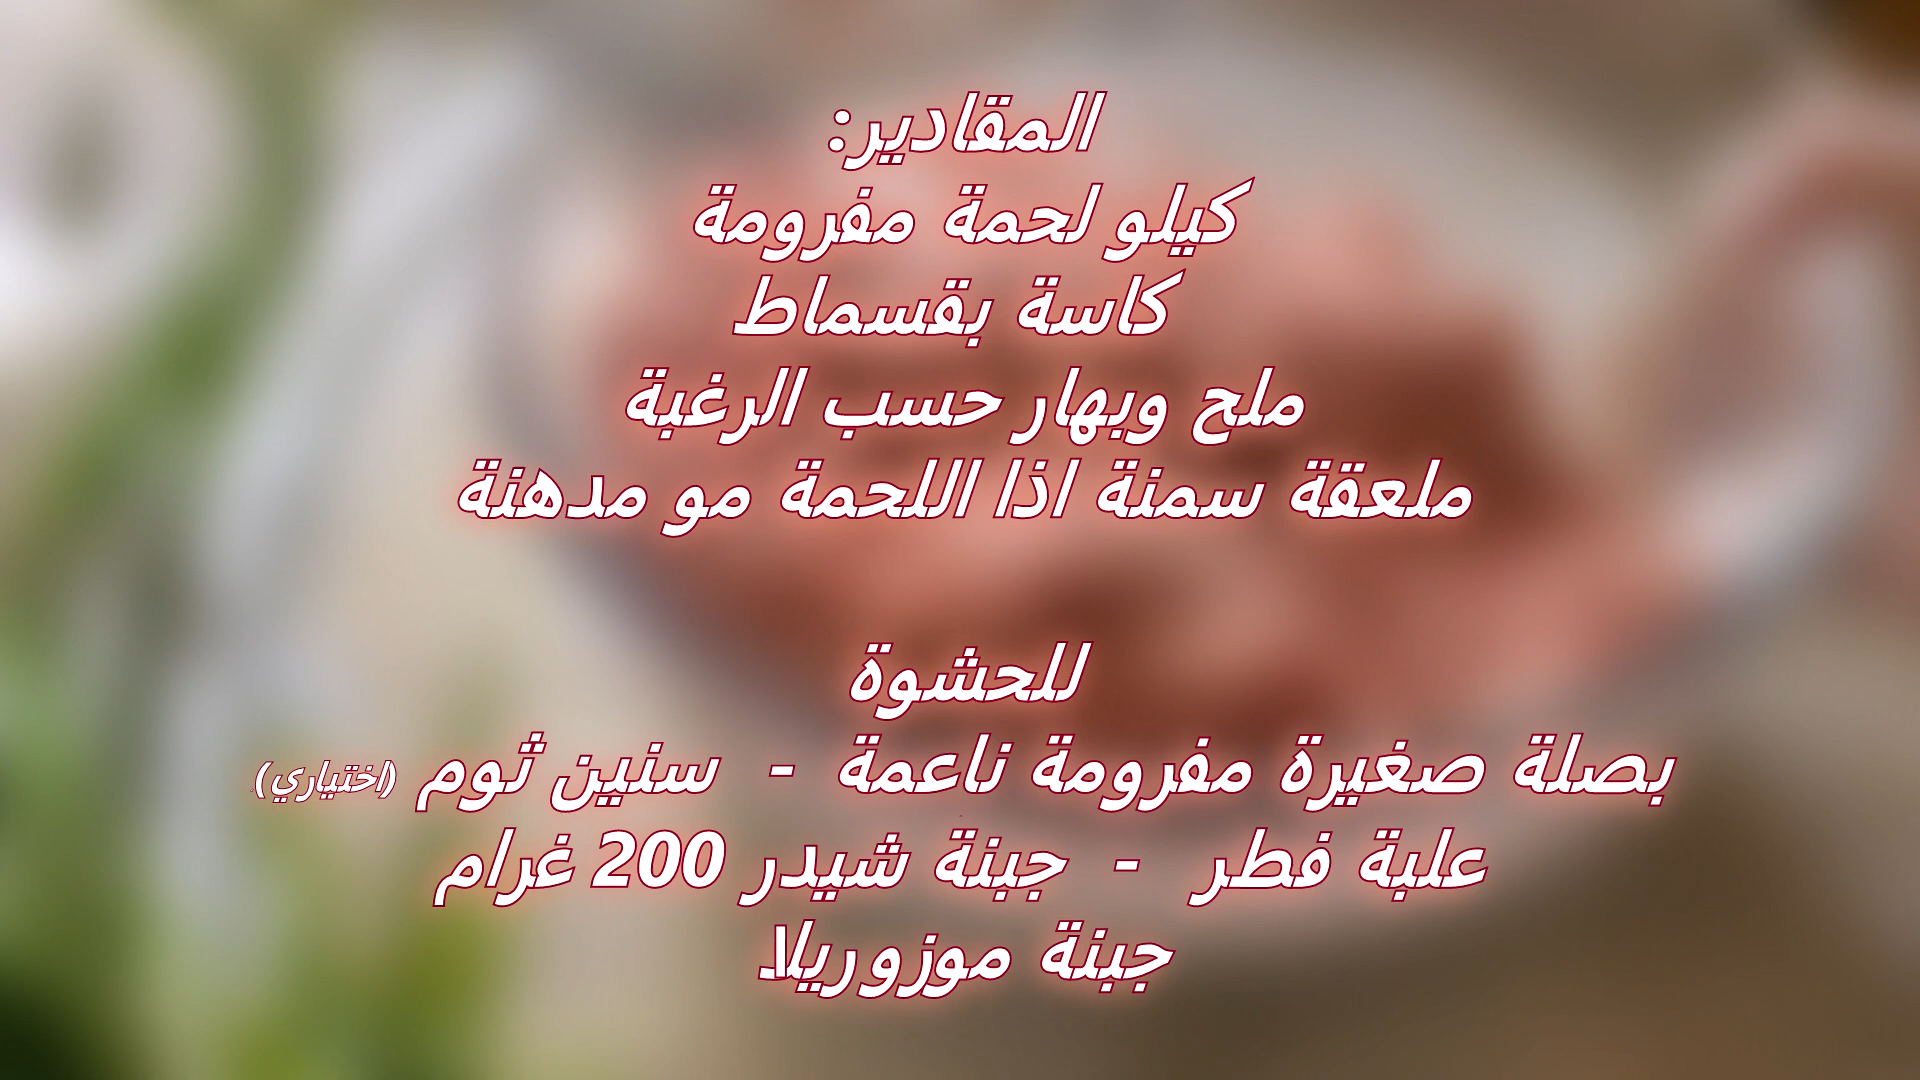 المقادير:
كيلو لحمة مفرومة
كاسة بقسماط
ملح وبهار حسب الرغبة
ملعقة سمنة اذا اللحمة مو مدهنة
للحشوة
بصلة صغيرة مفرومة ناعمة - سنين ثوم (اختياري)
علبة فطر - جبنة شيدر 200 غرام
جبنة موزوريلا